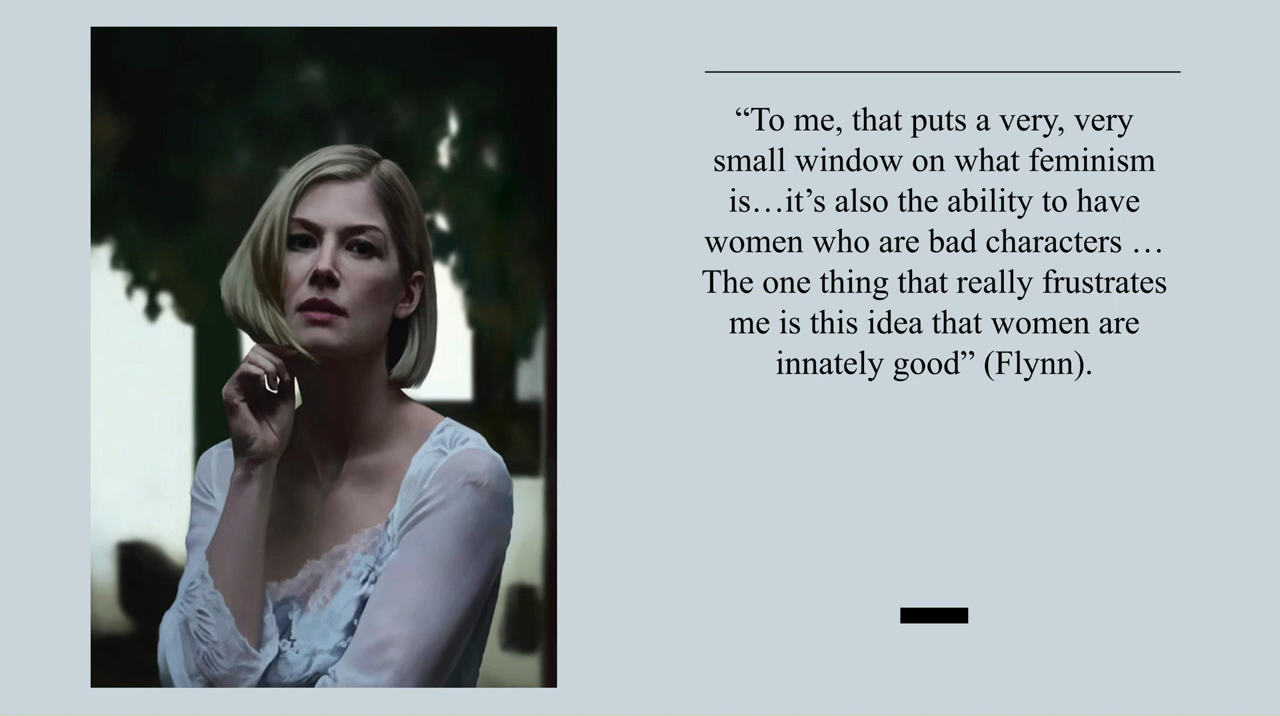 “To me, that puts a very, very
small window on what feminism
is…it’s also the ability to have
women who are bad characters …
The one thing that really frustrates
me is this idea that women are
innately good” (Flynn).